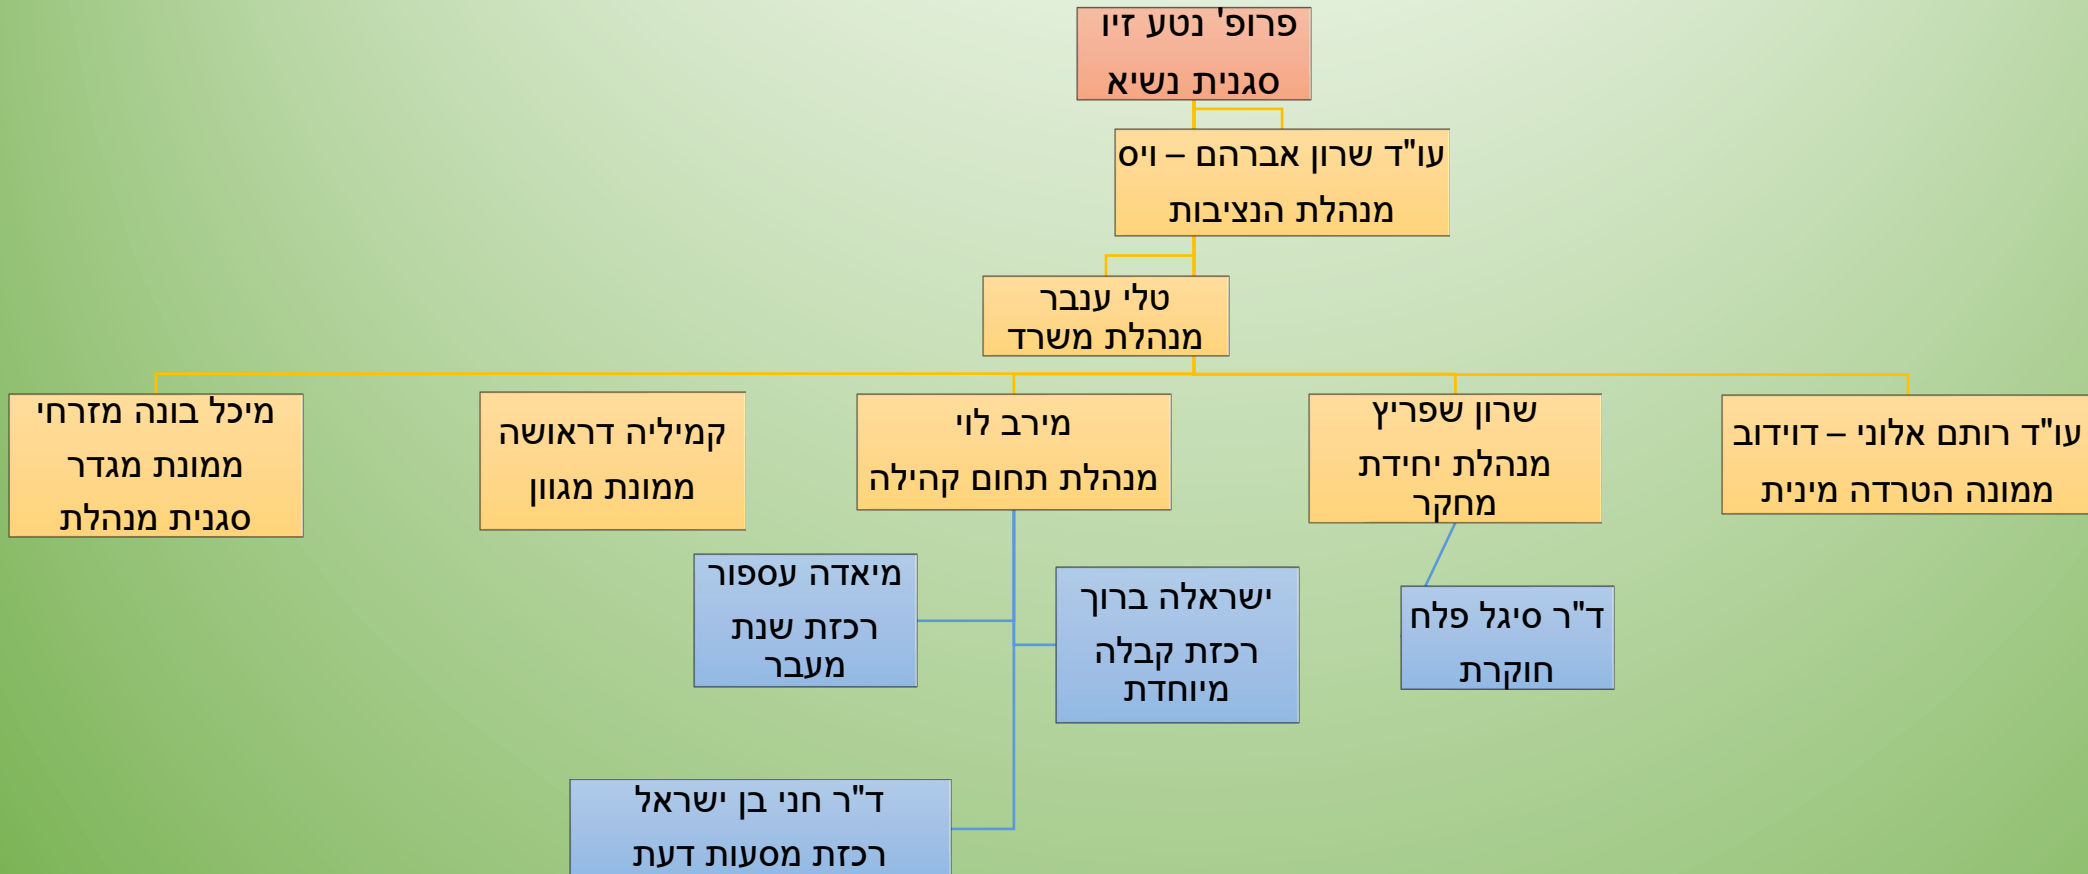 פרופ' נטע זיו
סגנית נשיא
עו"ד שרון אברהם – ויס
מנהלת הנציבות
טלי ענבר
מנהלת משרד
עו"ד רותם אלוני – דוידוב
ממונה הטרדה מינית
שרון שפריץ
מנהלת יחידת
מחקר
מירב לוי
מנהלת תחום קהילה
קמיליה דראושה
ממונת מגוון
מיכל בונה מזרחי
ממונת מגדר
סגנית מנהלת
ד"ר סיגל פלח
חוקרת
ישראלה ברוך
רכזת קבלה
מיוחדת
מיאדה עספור
רכזת שנת
מעבר
ד"ר חני בן ישראל
רכזת מסעות דעת